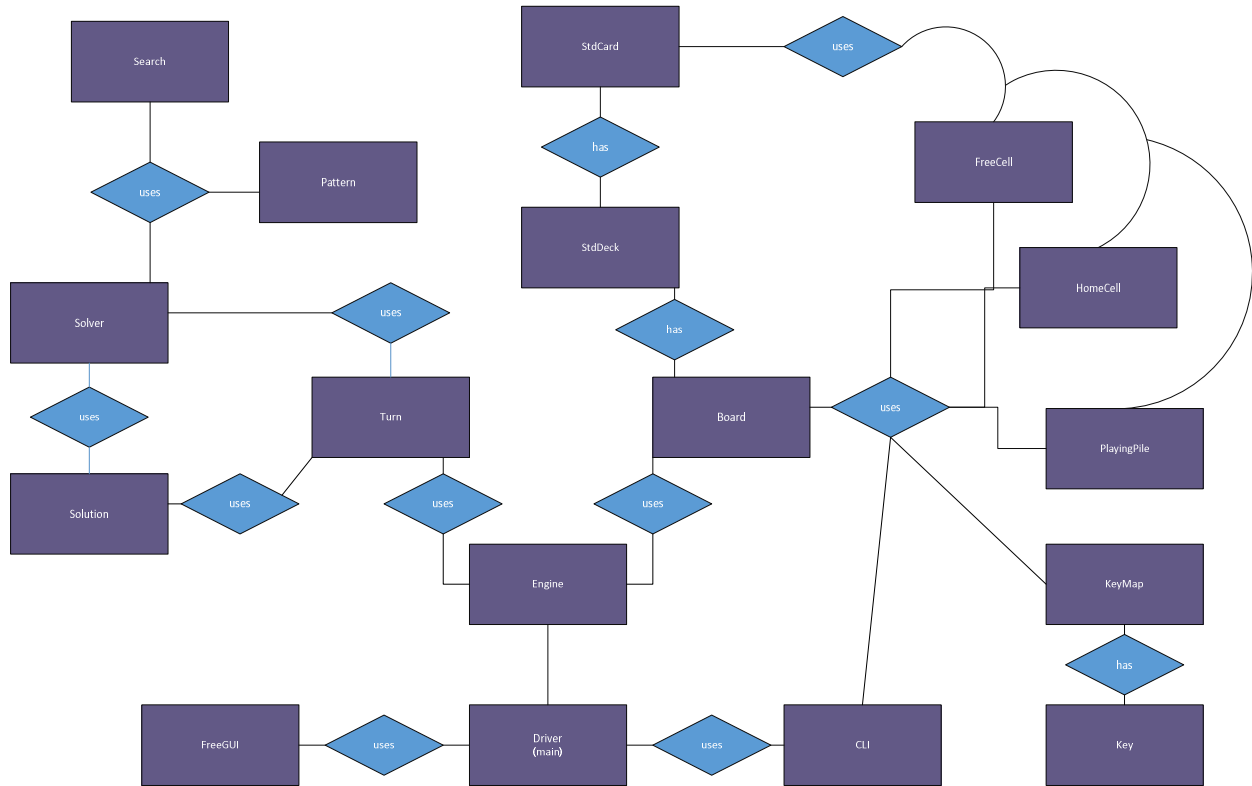 StdCard
uses
Search
has
Pattern
FreeCell
uses
StdDeck
HomeCell
Solver
uses
has
uses
Turn
Board
uses
PlayingPile
Solution
uses
uses
uses
Engine
KeyMap
has
FreeGUI
uses
Driver
(main)
uses
CLI
Key